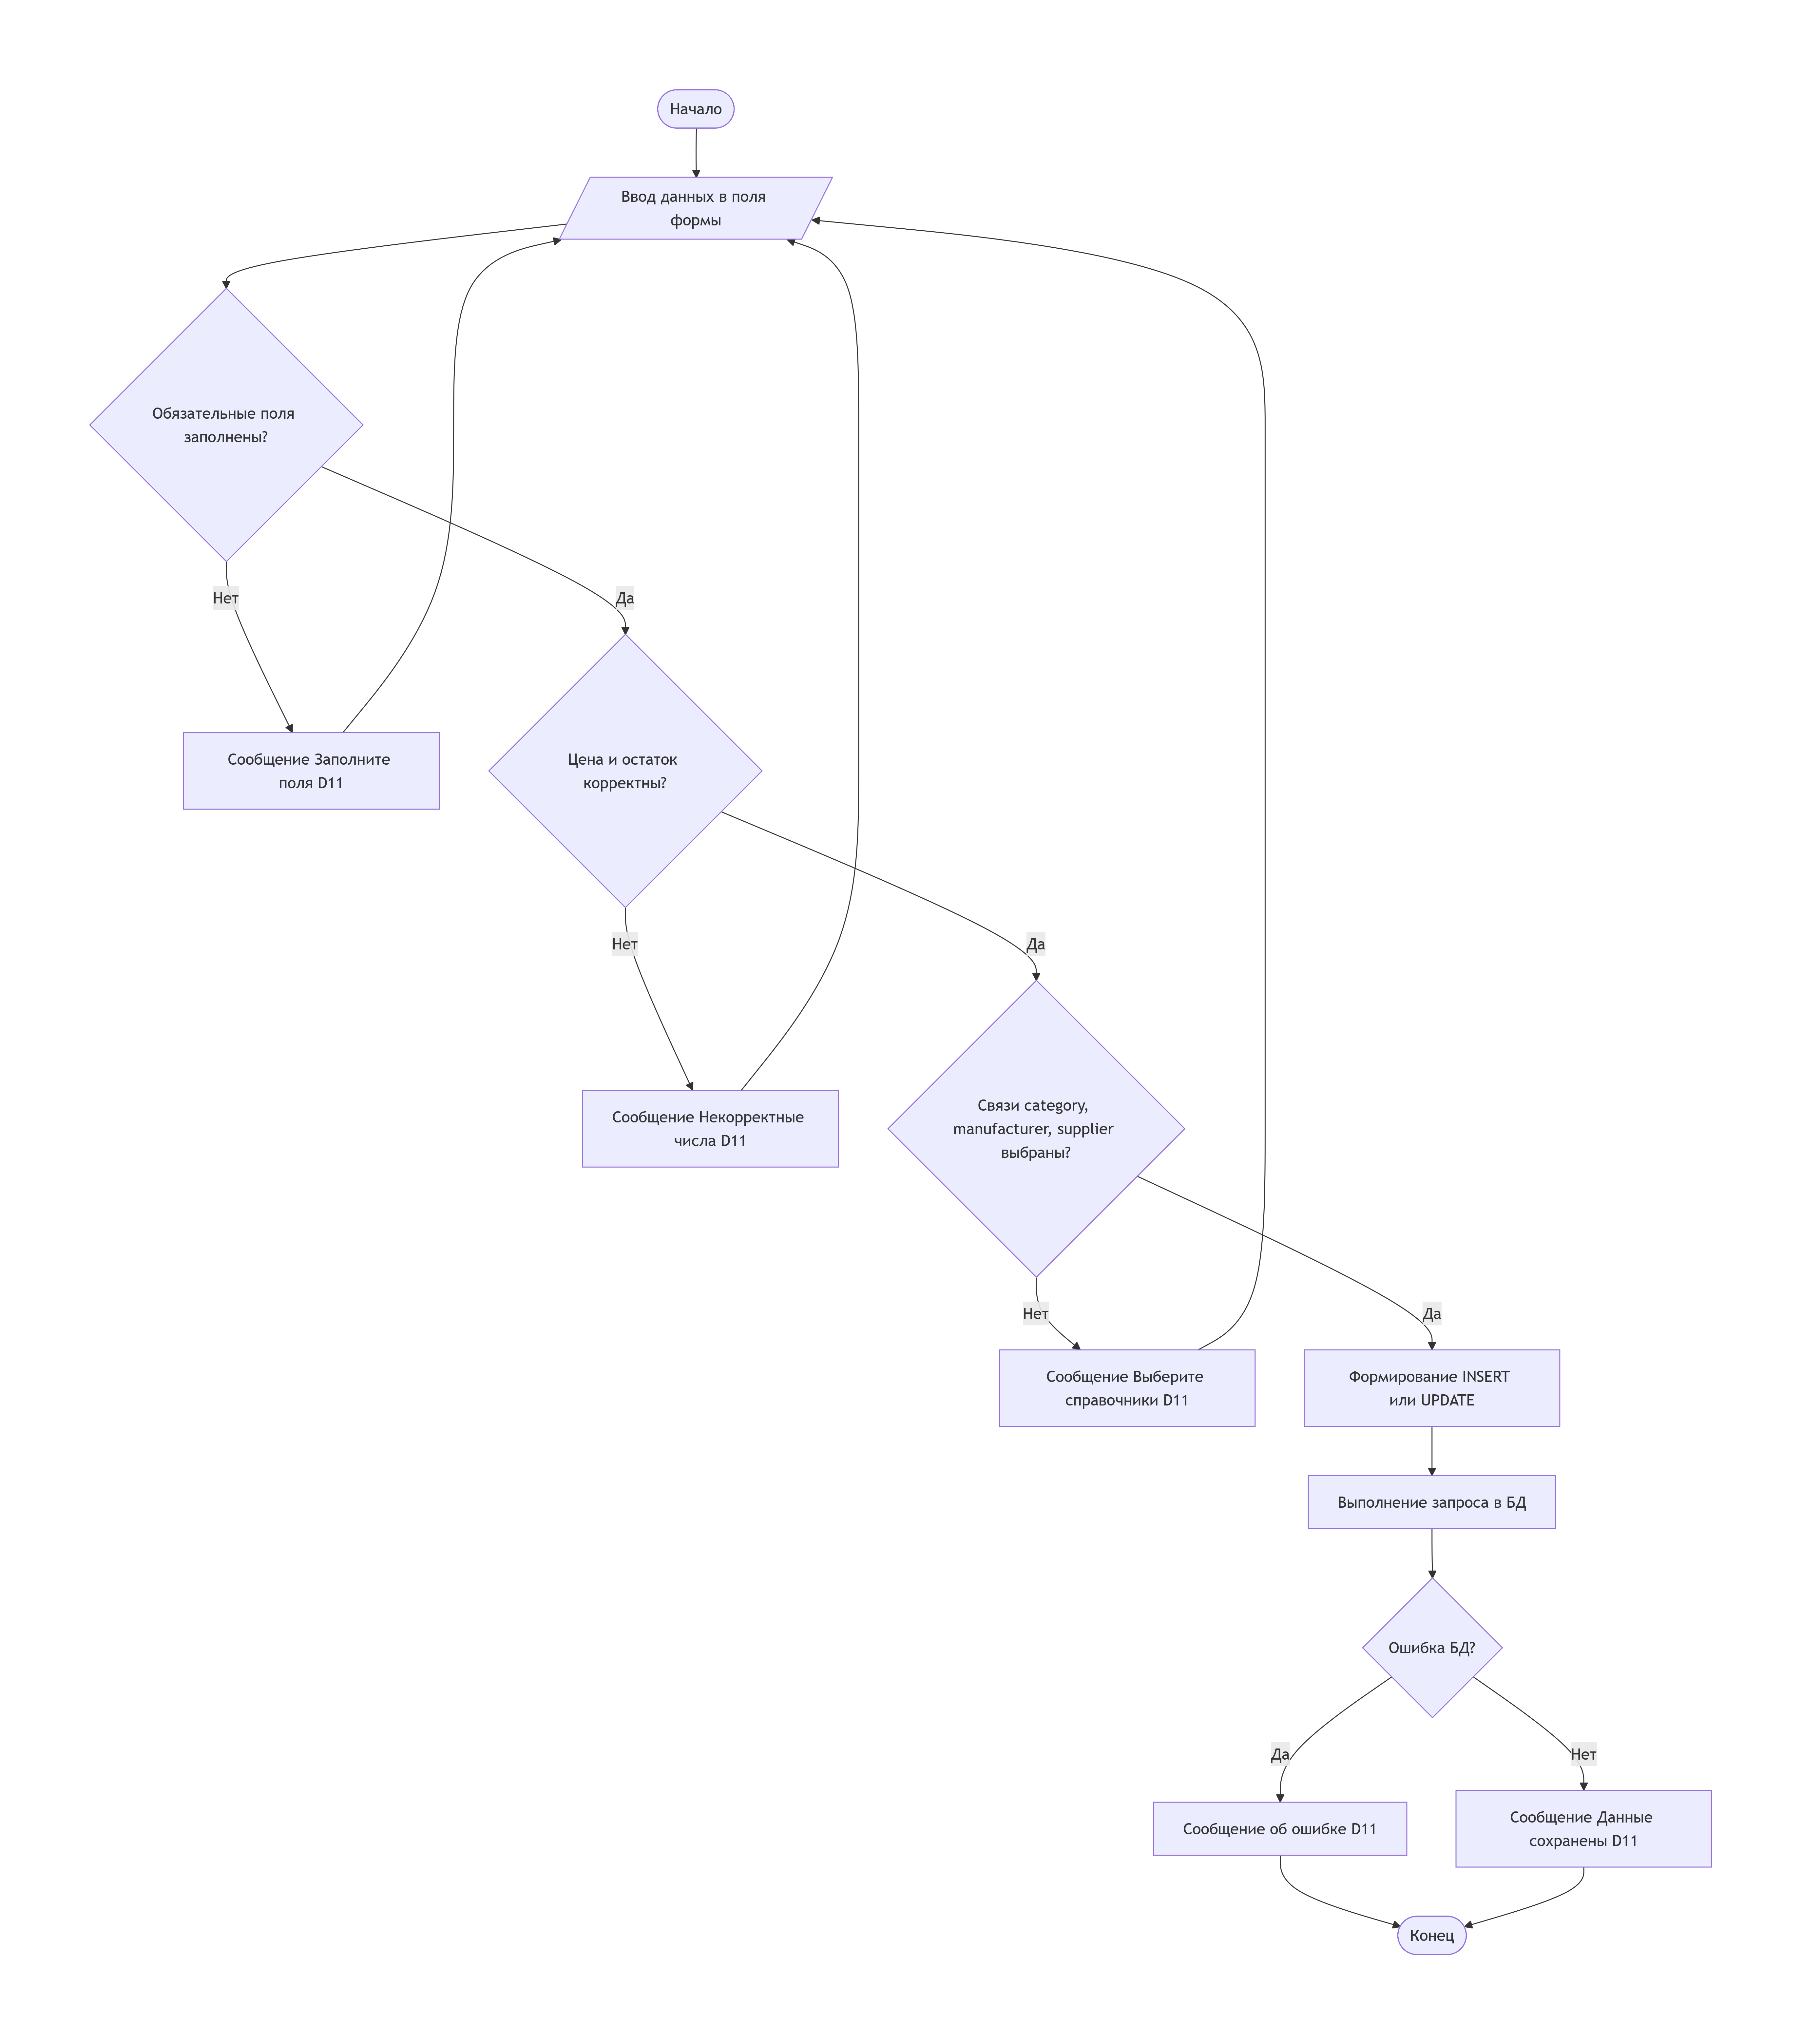 Начало
Ввод данных в поля
формы
Обязательные поля
заполнены?
Нет
Да
Сообщение Заполните
поля D11
Цена и остаток
корректны?
Нет
Да
Сообщение Некорректные
числа D11
Связи category,
manufacturer, supplier
выбраны?
Нет
Да
Сообщение Выберите
справочники D11
Формирование INSERT
или UPDATE
Выполнение запроса в БД
Ошибка БД?
Да
Нет
Сообщение об ошибке D11
Сообщение Данные
сохранены D11
Конец